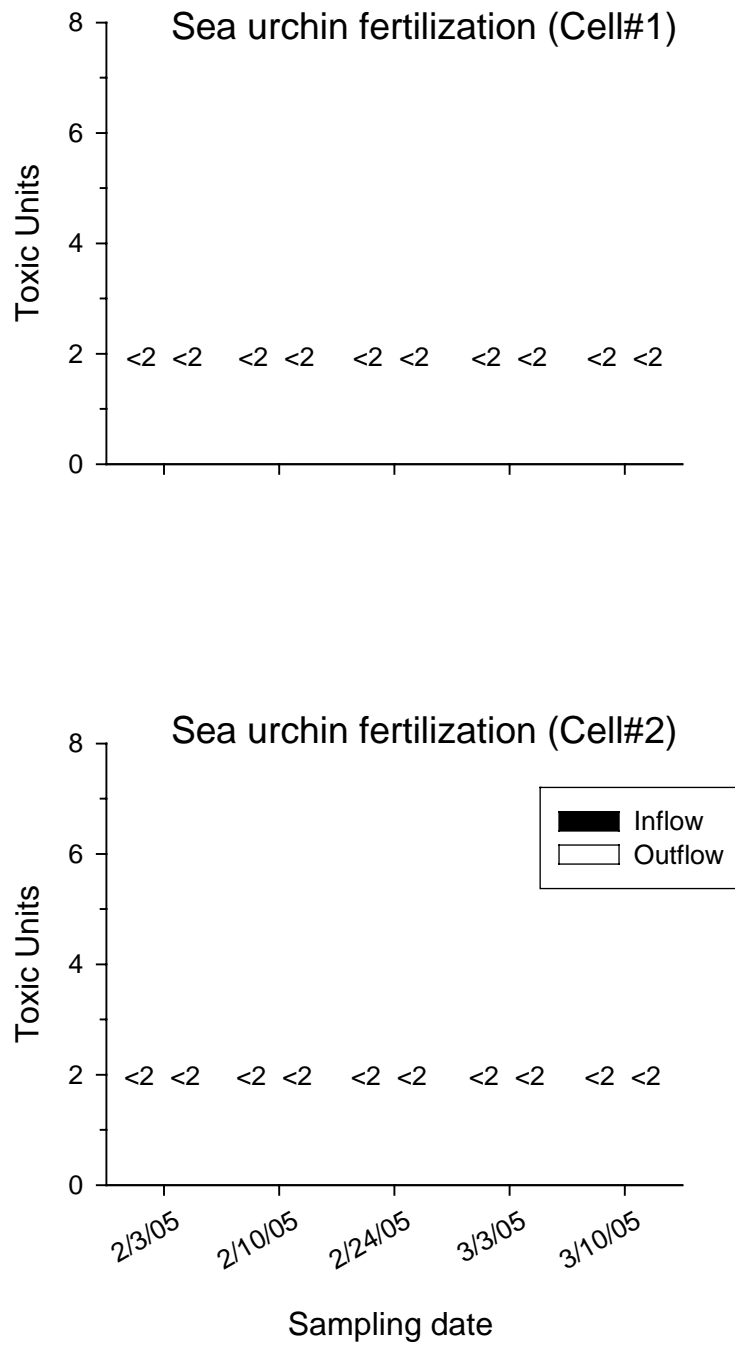 Sea urchin fertilization (Cell#1)
8
6
Toxic Units
4
2
<2 <2 <2 <2 <2 <2 <2 <2 <2 <2
0
Sea urchin fertilization (Cell#2)
8
Inflow
Outflow
6
Toxic Units
4
2
<2 <2 <2 <2 <2 <2 <2 <2 <2 <2
0
2/3/05 2/10/05 2/24/05 3/3/05 3/10/05
Sampling date